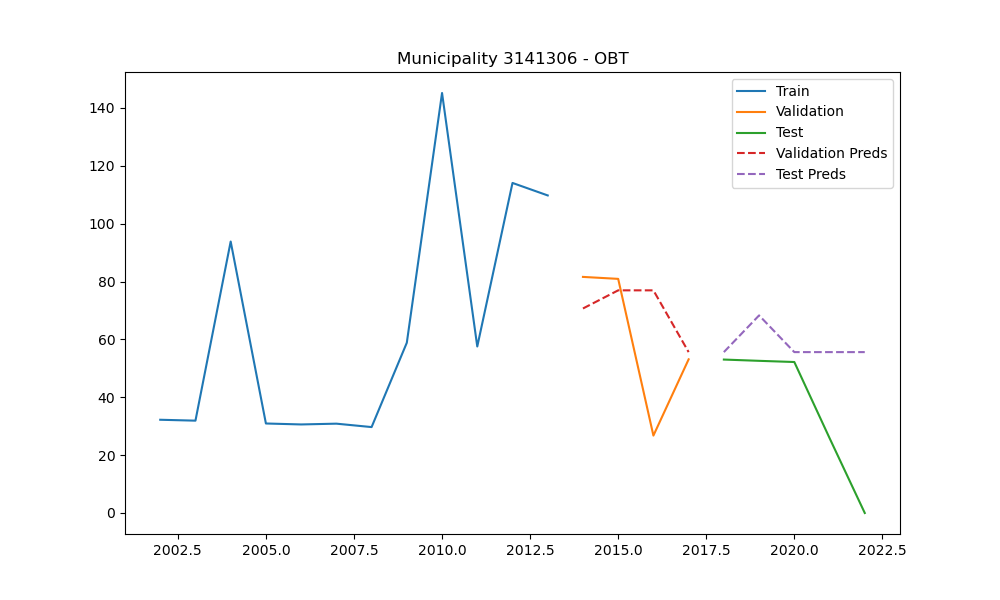 Municipality 3141306 - OBT
Train
Validation
Test
Validation Preds
Test Preds
140
120
100
80
60
40
20
0
2002.5 2005.0 2007.5 2010.0 2012.5 2015.0 2017.5 2020.0 2022.5